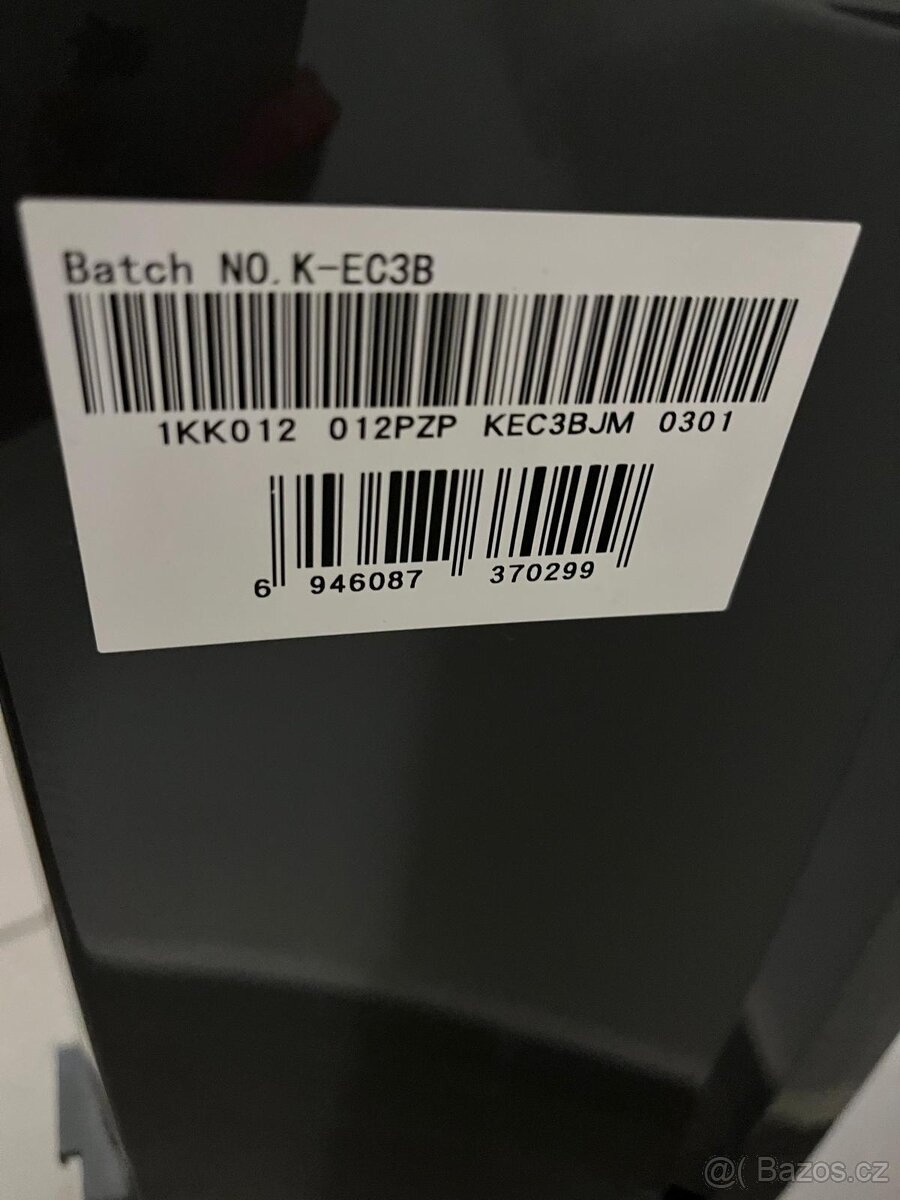 Batch NO.K-EC3B
1KK012 012PZP KEC3BJM 0301
6 946087 370299
@( Bazos.cz